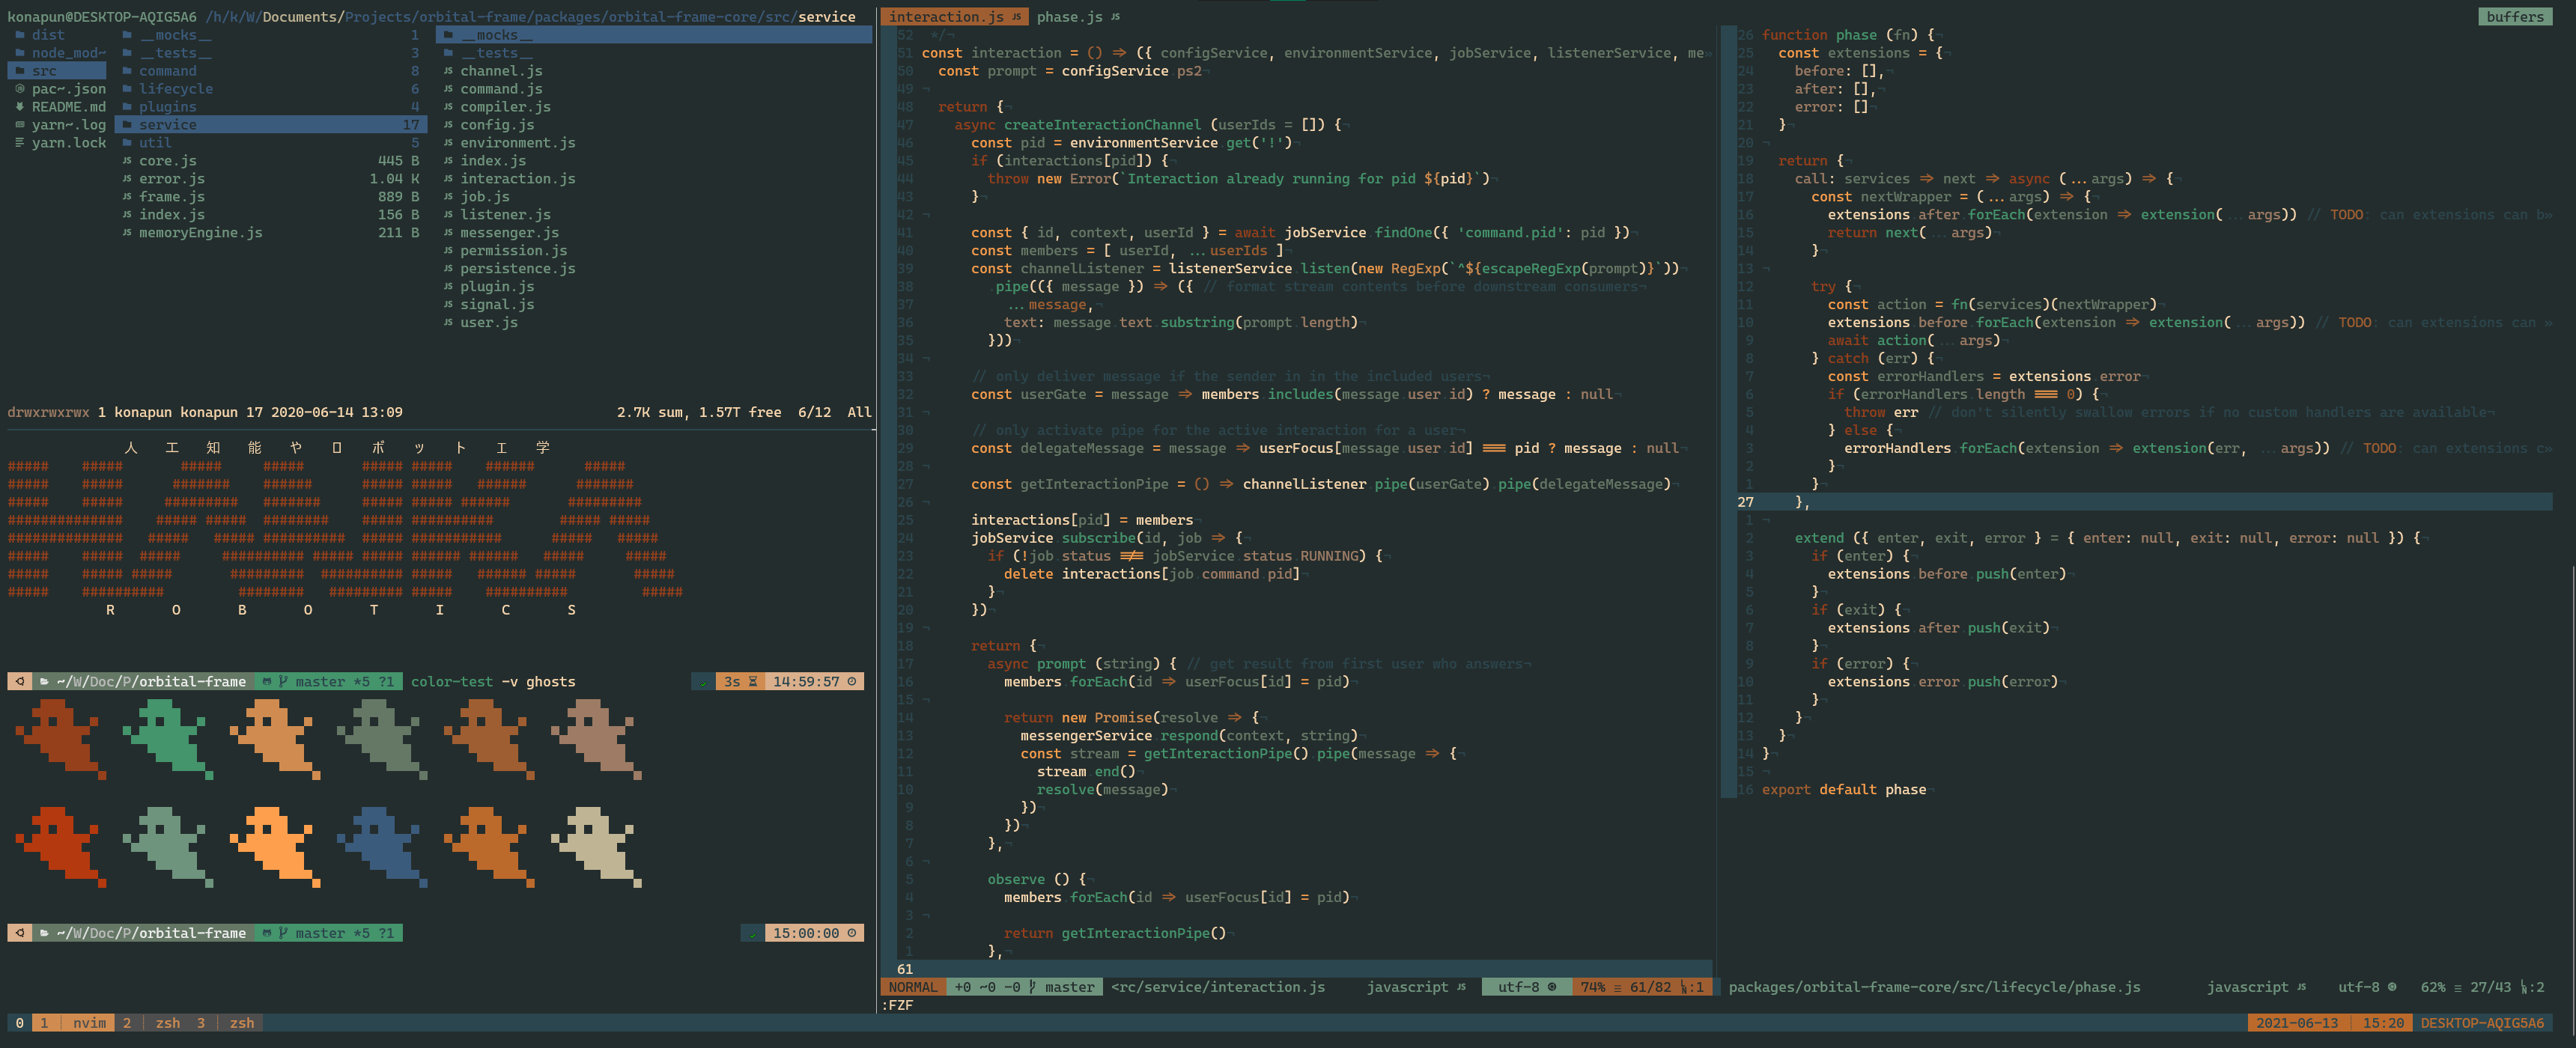 konapun@DESKTOP-AQIG5A6 /h/k/W/Documents/Projects/orbital-frame/packages/orbital-frame-core/src/service
dist
node_mod~
src
pac~.json
README.md
yarn~.log
yarn.lock
__mocks__ 1
__tests__ 3
command 8
lifecycle 6
plugins 4
service 17
util 5
core.js 445 B
error.js 1.04 K
frame.js 889 B
index.js 156 B
memoryEngine.js 211 B
__mocks__
__tests__
channel.js
command.js
compiler.js
config.js
environment.js
index.js
interaction.js
job.js
listener.js
messenger.js
permission.js
persistence.js
plugin.js
signal.js
user.js
drwxrwxrwx 1 konapun konapun 17 2020-06-14 13:09 2.7K sum, 1.57T free 6/12 All
人 工 知 能 や ロ ボ ッ ト 工 学
R O B O T I C S
~/W/Doc/P/orbital-frame master *5 ?1 color-test -v ghosts 3s 14:59:57
~/W/Doc/P/orbital-frame master *5 ?1 15:00:00
interaction.js JS phase.js JS buffers
52 */¬
51 const interaction = () ⇒ ({ configService, environmentService, jobService, listenerService, me»
50 const prompt = configService.ps2¬
49 ¬
48 return {¬
47 async createInteractionChannel (userIds = []) {¬
46 const pid = environmentService.get('!')¬
45 if (interactions[pid]) {¬
44 throw new Error(`Interaction already running for pid ${pid}`)¬
43 }¬
42 ¬
41 const { id, context, userId } = await jobService.findOne({ 'command.pid': pid })¬
40 const members = [ userId, ...userIds ]¬
39 const channelListener = listenerService.listen(new RegExp(`^${escapeRegExp(prompt)}`))¬
38 .pipe(({ message }) ⇒ ({ // format stream contents before downstream consumers¬
37 ...message,¬
36 text: message.text.substring(prompt.length)¬
35 }))¬
34 ¬
33 // only deliver message if the sender in in the included users¬
32 const userGate = message ⇒ members.includes(message.user.id) ? message : null¬
31 ¬
30 // only activate pipe for the active interaction for a user¬
29 const delegateMessage = message ⇒ userFocus[message.user.id] === pid ? message : null¬
28 ¬
27 const getInteractionPipe = () ⇒ channelListener.pipe(userGate).pipe(delegateMessage)¬
26 ¬
25 interactions[pid] = members¬
24 jobService.subscribe(id, job ⇒ {¬
23 if (!job.status !== jobService.status.RUNNING) {¬
22 delete interactions[job.command.pid]¬
21 }¬
20 })¬
19 ¬
18 return {¬
17 async prompt (string) { // get result from first user who answers¬
16 members.forEach(id ⇒ userFocus[id] = pid)¬
15 ¬
14 return new Promise(resolve ⇒ {¬
13 messengerService.respond(context, string)¬
12 const stream = getInteractionPipe().pipe(message ⇒ {¬
11 stream.end()¬
10 resolve(message)¬
9 })¬
8 })¬
7 },¬
6 ¬
5 observe () {¬
4 members.forEach(id ⇒ userFocus[id] = pid)¬
3 ¬
2 return getInteractionPipe()¬
1 },¬
61
26 function phase (fn) {¬
25 const extensions = {¬
24 before: [],¬
23 after: [],¬
22 error: []¬
21 }¬
20 ¬
19 return {¬
18 call: services ⇒ next ⇒ async (...args) ⇒ {¬
17 const nextWrapper = (...args) ⇒ {¬
16 extensions.after.forEach(extension ⇒ extension(...args)) // TODO: can extensions can b»
15 return next(...args)¬
14 }¬
13 ¬
12 try {¬
11 const action = fn(services)(nextWrapper)¬
10 extensions.before.forEach(extension ⇒ extension(...args)) // TODO: can extensions can »
9 await action(...args)¬
8 } catch (err) {¬
7 const errorHandlers = extensions.error¬
6 if (errorHandlers.length === 0) {¬
5 throw err // don't silently swallow errors if no custom handlers are available¬
4 } else {¬
3 errorHandlers.forEach(extension ⇒ extension(err, ...args)) // TODO: can extensions c»
2 }¬
1 }¬
27 },¬
1 ¬
2 extend ({ enter, exit, error } = { enter: null, exit: null, error: null }) {¬
3 if (enter) {¬
4 extensions.before.push(enter)¬
5 }¬
6 if (exit) {¬
7 extensions.after.push(exit)¬
8 }¬
9 if (error) {¬
10 extensions.error.push(error)¬
11 }¬
12 }¬
13 }¬
14 }¬
15 ¬
16 export default phase¬
NORMAL +0 ~0 -0 master <rc/service/interaction.js javascript JS utf-8 74% ≡ 61/82 :1
packages/orbital-frame-core/src/lifecycle/phase.js javascript JS utf-8 62% ≡ 27/43 :2
:FZF
0 1 nvim 2 zsh 3 zsh 2021-06-13 15:20 DESKTOP-AQIG5A6